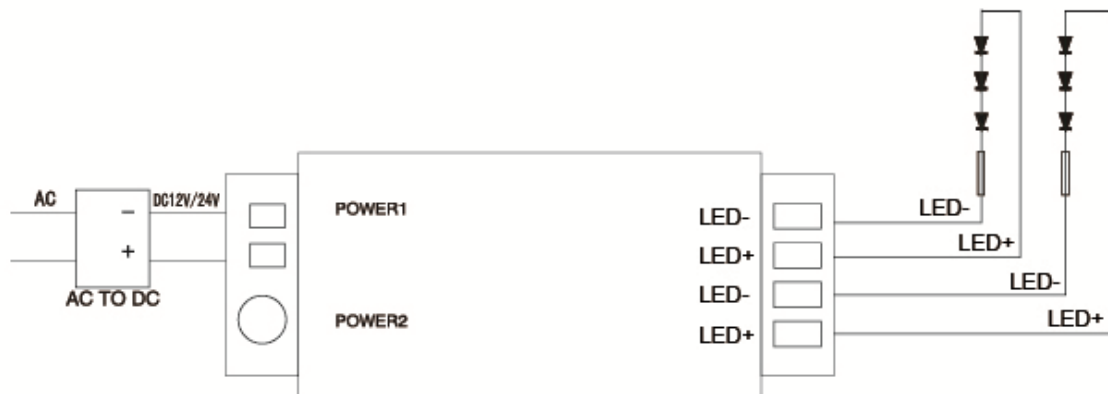 AC
DC12V/24V
−
+
AC TO DC
POWER1
POWER2
LED-
LED+
LED-
LED+
LED-
LED+
LED-
LED+